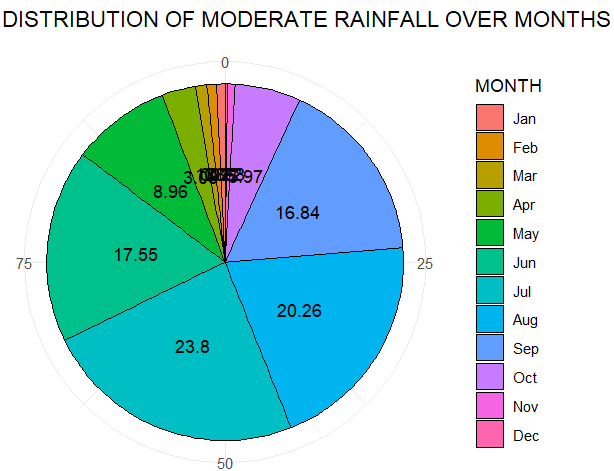 DISTRIBUTION OF MODERATE RAINFALL OVER MONTHS
0
MONTH
Jan
Feb
Mar
Apr
May
Jun
Jul
Aug
Sep
Oct
Nov
Dec
8.96
16.84
17.55
75
25
20.26
23.8
50